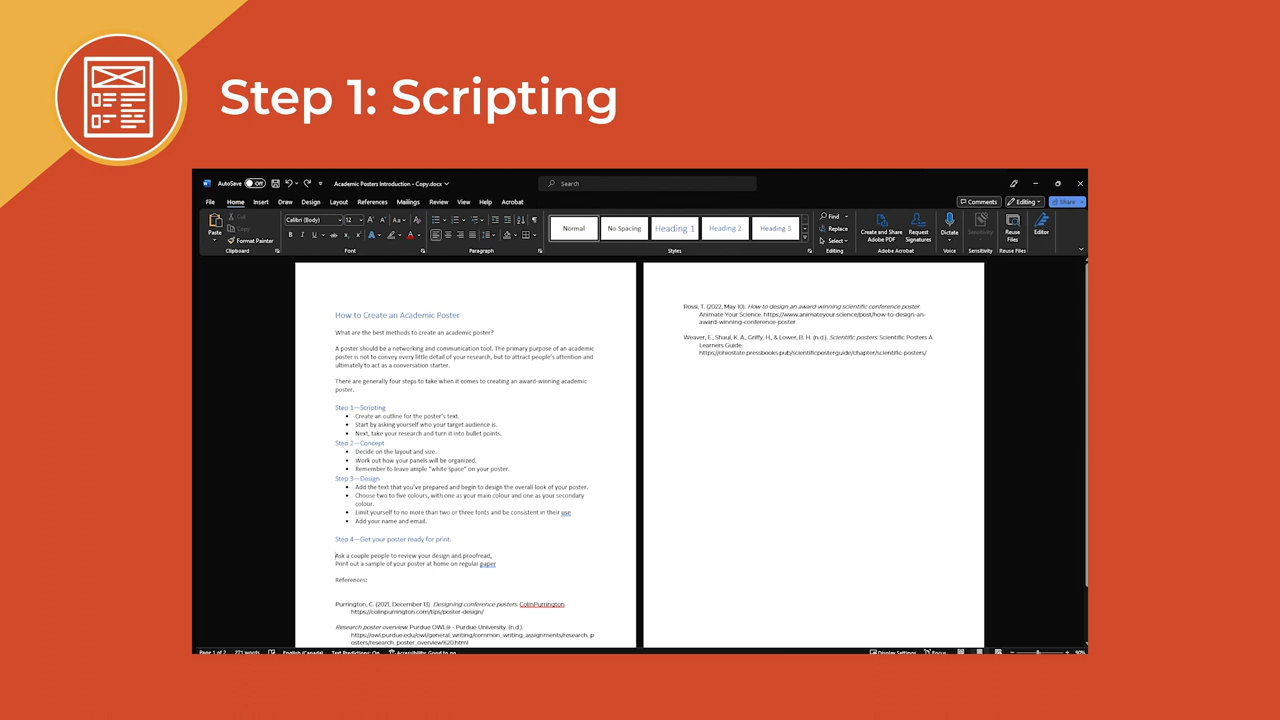 Step 1: Scripting
AutoSave Off
Academic Posters Introduction - Copy.docx
Search
File Home Insert Draw Design Layout References Mailings Review View Help Acrobat
Comments Editing Share
Paste
Cut
Copy
Format Painter
Clipboard
Calibri (Body) 12
Font
Paragraph
Normal
No Spacing
Heading 1
Heading 2
Heading 3
Styles
Find
Replace
Select
Editing
Create and Share
Adobe PDF
Request
Signatures
Adobe Acrobat
Dictate
Voice
Sensitivity
Sensitivity
Reuse
Files
Reuse Files
Editor
How to Create an Academic Poster
What are the best methods to create an academic poster?
A poster should be a networking and communication tool. The primary purpose of an academic
poster is not to convey every little detail of your research, but to attract people's attention and
ultimately to act as a conversation starter.
There are generally four steps to take when it comes to creating an award-winning academic
poster.
Step 1—Scripting
• Create an outline for the poster's text.
• Start by asking yourself who your target audience is.
• Next, take your research and turn it into bullet points.
Step 2—Concept
• Decide on the layout and size.
• Work out how your panels will be organized.
• Remember to leave ample "white space" on your poster.
Step 3—Design
• Add the text that you've prepared and begin to design the overall look of your poster.
• Choose two to five colours, with one as your main colour and one as your secondary
colour.
• Limit yourself to no more than two or three fonts and be consistent in their use
• Add your name and email.
Step 4—Get your poster ready for print.
Ask a couple people to review your design and proofread,
Print out a sample of your poster at home on regular paper
References:
Purrington, C. (2021, December 13). Designing conference posters. ColinPurrington.
https://colinpurrington.com/tips/poster-design/
Research poster overview. Purdue OWL® - Purdue University. (n.d.).
https://owl.purdue.edu/owl/general_writing/common_writing_assignments/research_p
osters/research_poster_overview%20.html
Rossi, T. (2022, May 10). How to design an award-winning scientific conference poster.
Animate Your Science. https://www.animateyour.science/post/how-to-design-an-
award-winning-conference-poster
Weaver, E., Shaul, K. A., Griffy, H., & Lower, B. H. (n.d.). Scientific posters. Scientific Posters A
Learners Guide.
https://ohiostate.pressbooks.pub/scientificposterguide/chapter/scientific-posters/
Page 1 of 2 271 words English (Canada) Text Predictions: On Accessibility: Good to go Display Settings Focus 90%